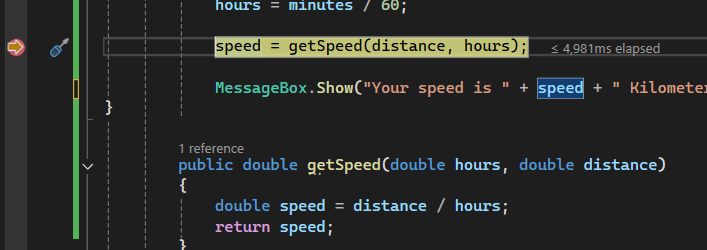 hours = minutes / 60;
speed = getSpeed(distance, hours); ≤ 4,981ms elapsed
MessageBox.Show("Your speed is " + speed + " Kilometer
}
1 reference
public double getSpeed(double hours, double distance)
{
double speed = distance / hours;
return speed;
}